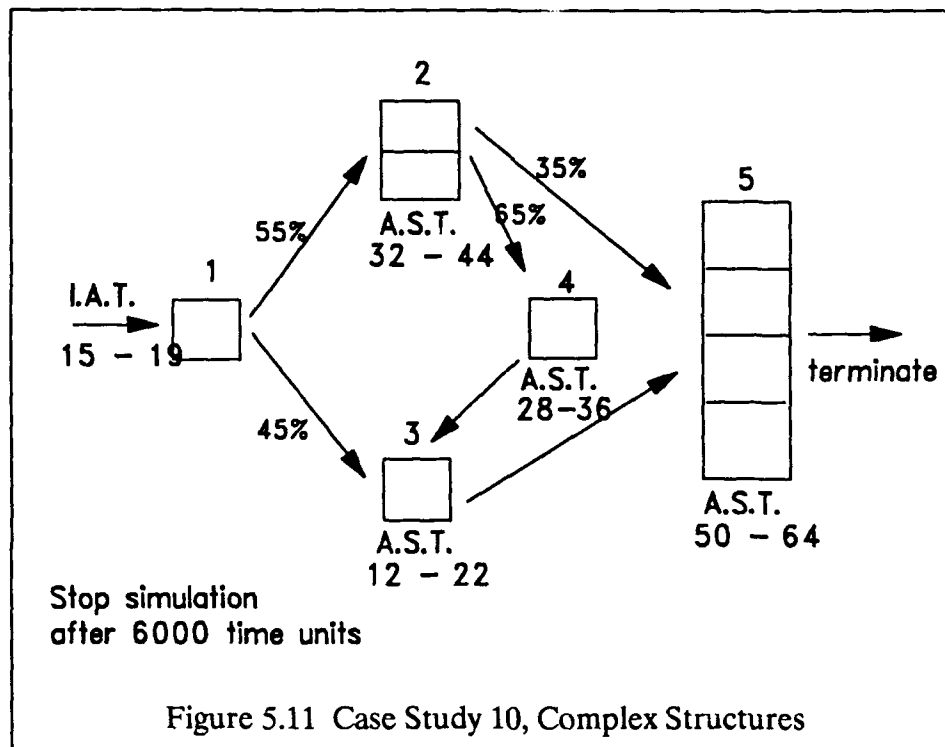 2
35%
5
A.S.T.
65%
55%
32 – 44
1
4
I.A.T.
15 – 19
terminate
A.S.T.
28–36
45%
3
A.S.T.
50 – 64
A.S.T.
12 – 22
Stop simulation
after 6000 time units
Figure 5.11 Case Study 10, Complex Structures